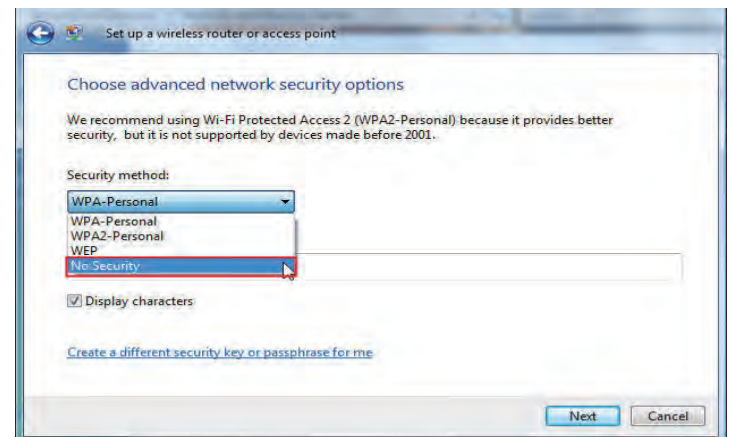 Set up a wireless router or access point
Choose advanced network security options
We recommend using Wi-Fi Protected Access 2 (WPA2-Personal) because it provides better
security, but it is not supported by devices made before 2001.
Security method:
WPA-Personal
WPA-Personal
WPA2-Personal
WEP
No Security
Display characters
Create a different security key or passphrase for me
Next
Cancel